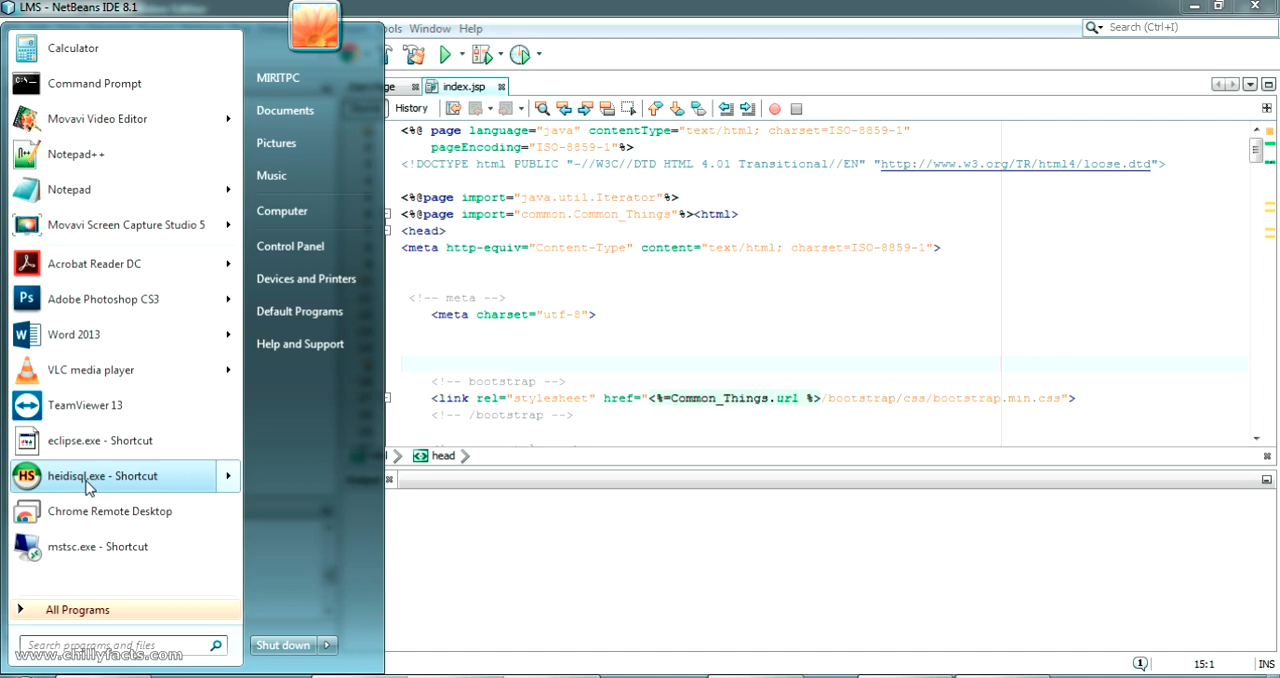 LMS - NetBeans IDE 8.1
Window Help
Search (Ctrl+I)
Calculator
Command Prompt
Movavi Video Editor
Notepad++
Notepad
Movavi Screen Capture Studio 5
Acrobat Reader DC
Adobe Photoshop CS3
Word 2013
VLC media player
TeamViewer 13
eclipse.exe - Shortcut
heidisql.exe - Shortcut
Chrome Remote Desktop
mstsc.exe - Shortcut
All Programs
Search programs and files
www.chillyfacts.com
MIRITPC
Documents
Pictures
Music
Computer
Control Panel
Devices and Printers
Default Programs
Help and Support
Shut down
index.jsp
History
<%@ page language="java" contentType="text/html; charset=ISO-8859-1"
pageEncoding="ISO-8859-1"%>
<!DOCTYPE html PUBLIC "-//W3C//DTD HTML 4.01 Transitional//EN" "http://www.w3.org/TR/html4/loose.dtd">
<%@page import="java.util.Iterator"%>
<%@page import="common.Common_Things"%><html>
<head>
<meta http-equiv="Content-Type" content="text/html; charset=ISO-8859-1">
<!-- meta -->
<meta charset="utf-8">
<!-- bootstrap -->
<link rel="stylesheet" href="<%=Common_Things.url %>/bootstrap/css/bootstrap.min.css">
<!-- /bootstrap -->
head
1
15:1
INS